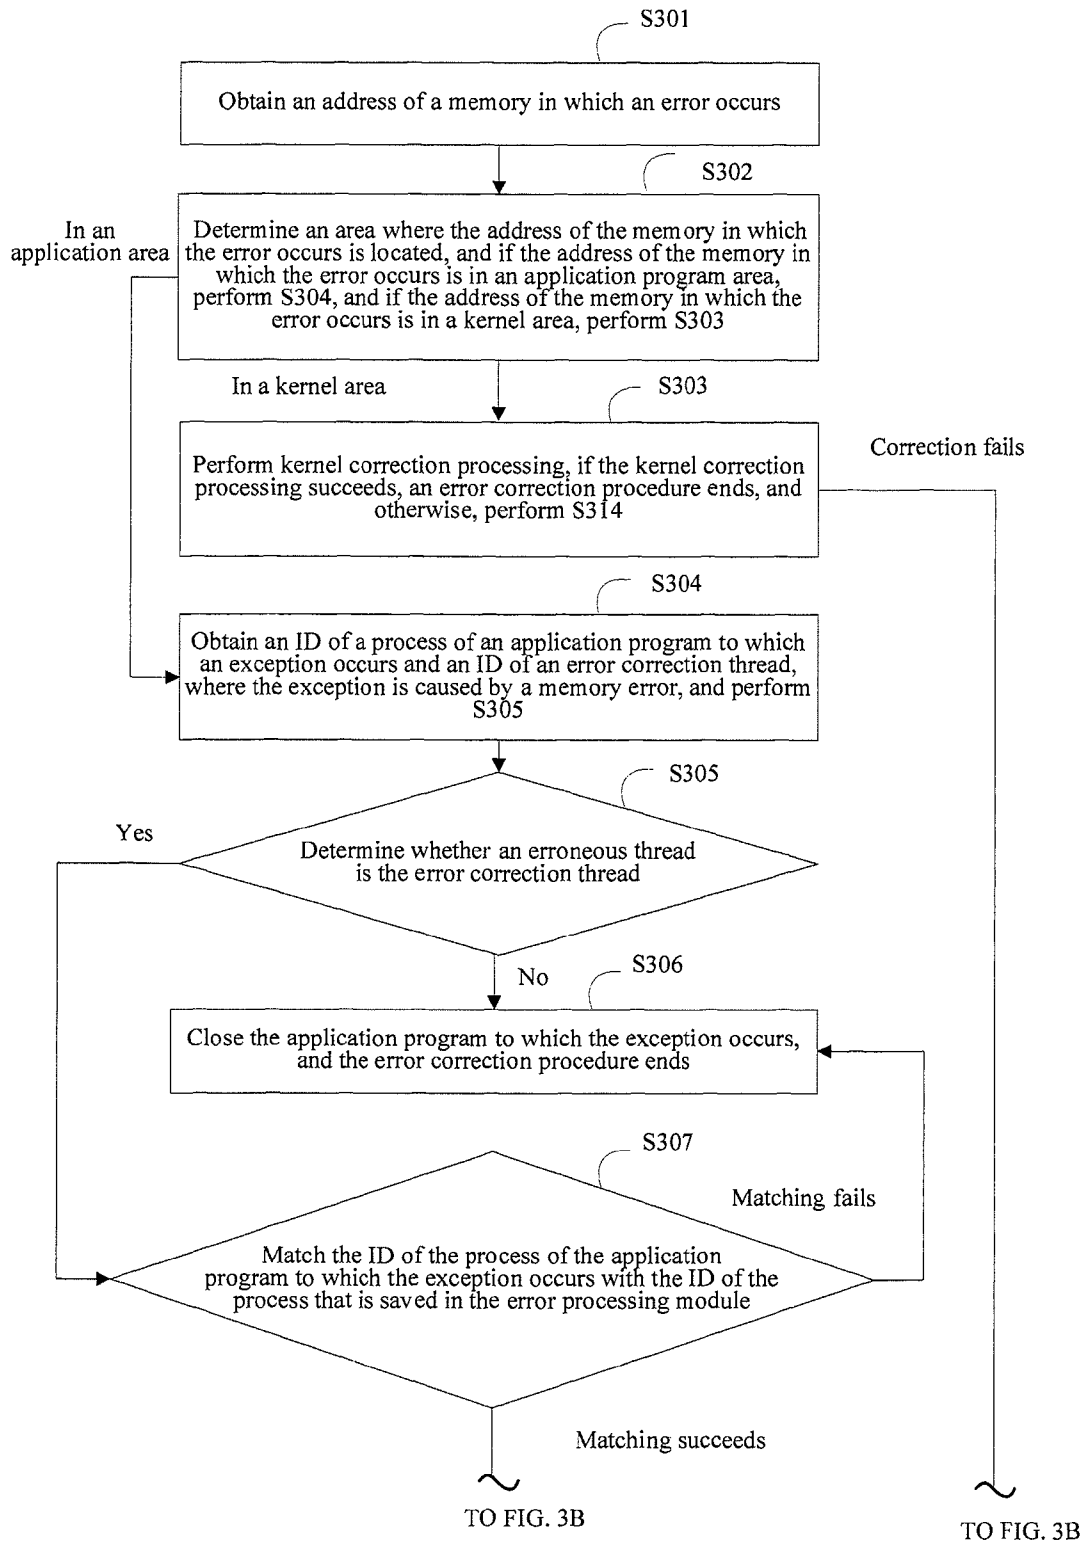 S301
Obtain an address of a memory in which an error occurs
S302
In an
application area
Determine an area where the address of the memory in which
the error occurs is located, and if the address of the memory in
which the error occurs is in an application program area,
perform S304, and if the address of the memory in which the
error occurs is in a kernel area, perform S303
In a kernel area
S303
Correction fails
Perform kernel correction processing, if the kernel correction
processing succeeds, an error correction procedure ends, and
otherwise, perform S314
S304
Obtain an ID of a process of an application program to which
an exception occurs and an ID of an error correction thread,
where the exception is caused by a memory error, and perform
S305
S305
Yes
Determine whether an erroneous thread
is the error correction thread
No
S306
Close the application program to which the exception occurs,
and the error correction procedure ends
S307
Matching fails
Match the ID of the process of the application
program to which the exception occurs with the ID of the
process that is saved in the error processing module
Matching succeeds
TO FIG. 3B
TO FIG. 3B